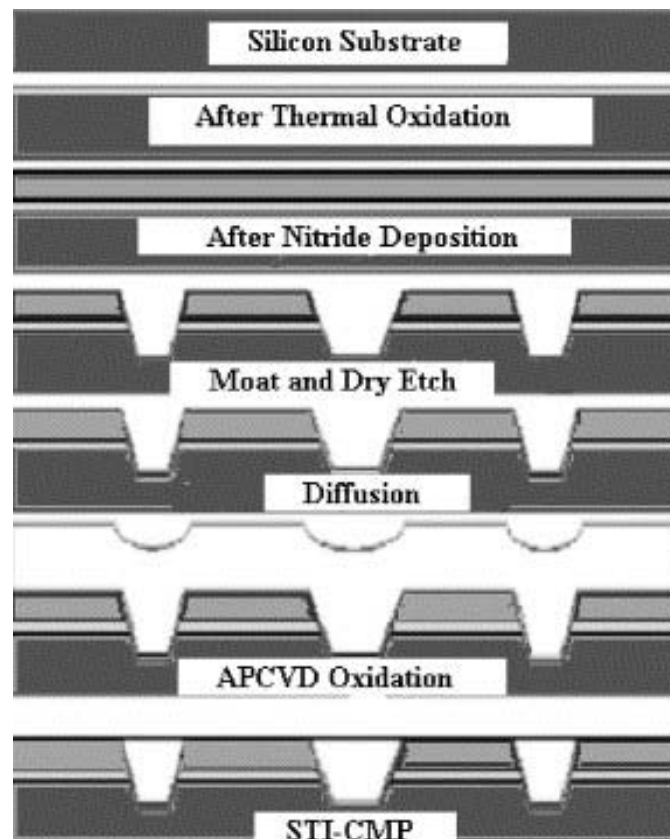 Silicon Substrate
After Thermal Oxidation
After Nitride Deposition
Moat and Dry Etch
Diffusion
APCVD Oxidation
STI-CMP